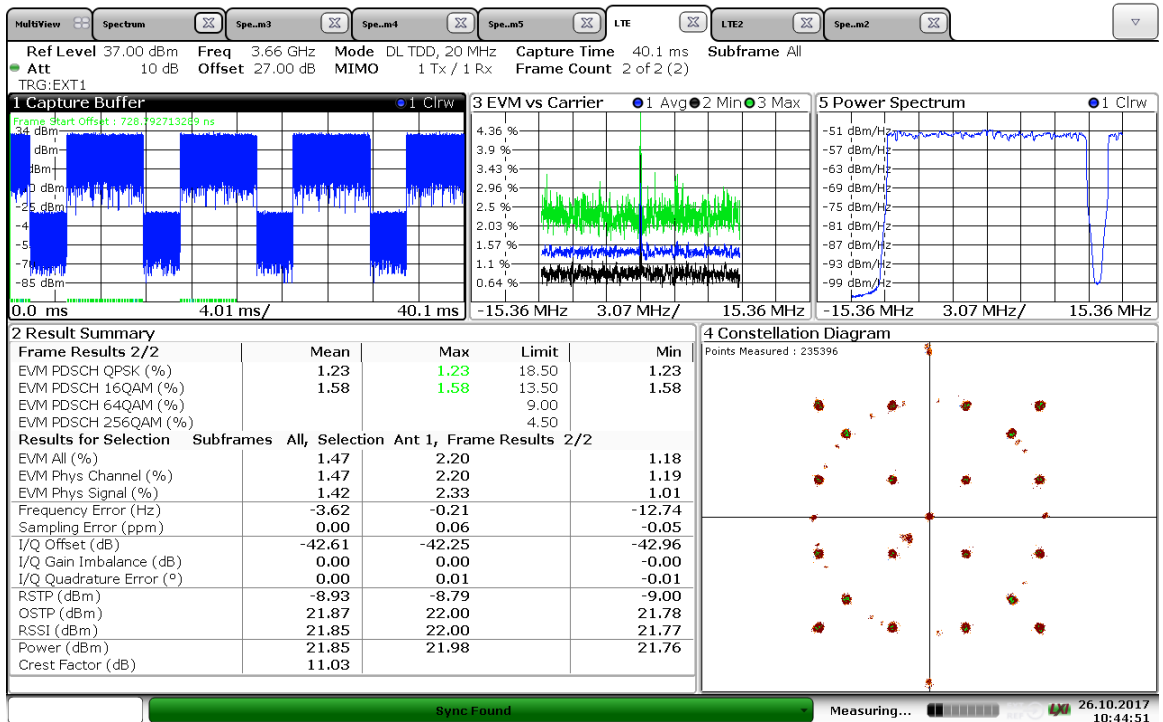 MultiView Spectrum Spe..m3 Spe..m4 Spe..m5 LTE LTE2 Spe..m2
Ref Level 37.00 dBm Freq 3.66 GHz Mode DL TDD, 20 MHz Capture Time 40.1 ms Subframe All
Att 10 dB Offset 27.00 dB MIMO 1 Tx / 1 Rx Frame Count 2 of 2 (2)
TRG:EXT1
1 Capture Buffer 1 Clrw
Frame Start Offset : 728.792713289 ns
34 dBm
dBm
dBm
dBm
-25 dBm
-85 dBm
0.0 ms 4.01 ms/ 40.1 ms
3 EVM vs Carrier 1 Avg 2 Min 3 Max
4.36 %
3.9 %
3.43 %
2.96 %
2.5 %
2.03 %
1.57 %
1.1 %
0.64 %
-15.36 MHz 3.07 MHz/ 15.36 MHz
5 Power Spectrum 1 Clrw
-51 dBm/Hz
-57 dBm/Hz
-63 dBm/Hz
-69 dBm/Hz
-75 dBm/Hz
-81 dBm/Hz
-87 dBm/Hz
-93 dBm/Hz
-99 dBm/Hz
-15.36 MHz 3.07 MHz/ 15.36 MHz
2 Result Summary
Frame Results 2/2 Mean Max Limit Min
EVM PDSCH QPSK (%) 1.23 1.23 18.50 1.23
EVM PDSCH 16QAM (%) 1.58 1.58 13.50 1.58
EVM PDSCH 64QAM (%) 9.00
EVM PDSCH 256QAM (%) 4.50
Results for Selection Subframes All, Selection Ant 1, Frame Results 2/2
EVM All (%) 1.47 2.20 1.18
EVM Phys Channel (%) 1.47 2.20 1.19
EVM Phys Signal (%) 1.42 2.33 1.01
Frequency Error (Hz) -3.62 -0.21 -12.74
Sampling Error (ppm) 0.00 0.06 -0.05
I/Q Offset (dB) -42.61 -42.25 -42.96
I/Q Gain Imbalance (dB) 0.00 0.00 -0.00
I/Q Quadrature Error (°) 0.00 0.01 -0.01
RSTP (dBm) -8.93 -8.79 -9.00
OSTP (dBm) 21.87 22.00 21.78
RSSI (dBm) 21.85 22.00 21.77
Power (dBm) 21.85 21.98 21.76
Crest Factor (dB) 11.03
4 Constellation Diagram
Points Measured : 235396
Sync Found
Measuring...
LXI
26.10.2017
10:44:51